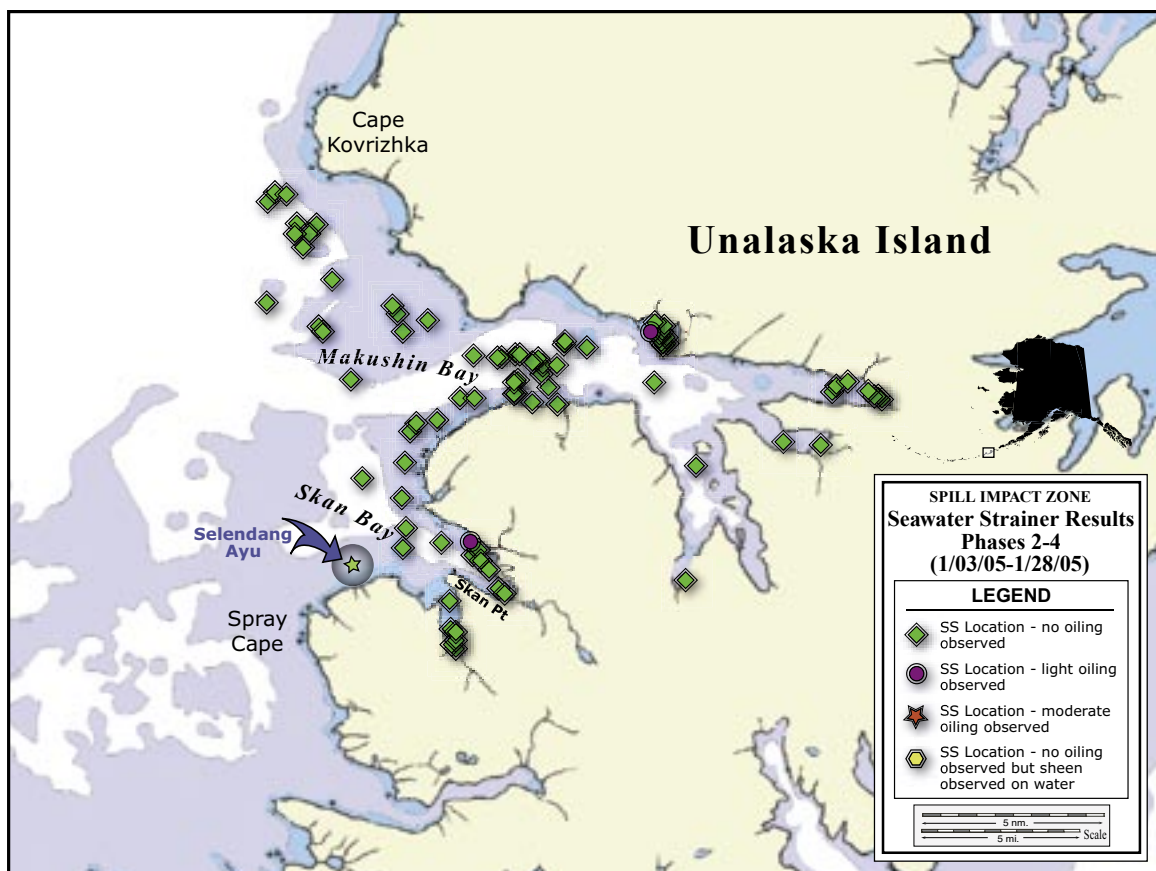 Cape
Kovrizhka
Unalaska Island
Makushin Bay
Skan Bay
Selendang
Ayu
Skan Pt
Spray
Cape
SPILL IMPACT ZONE
Seawater Strainer Results
Phases 2-4
(1/03/05-1/28/05)
LEGEND
SS Location - no oiling
observed
SS Location - light oiling
observed
SS Location - moderate
oiling observed
SS Location - no oiling
observed but sheen
observed on water
5 nm.
5 mi.
Scale